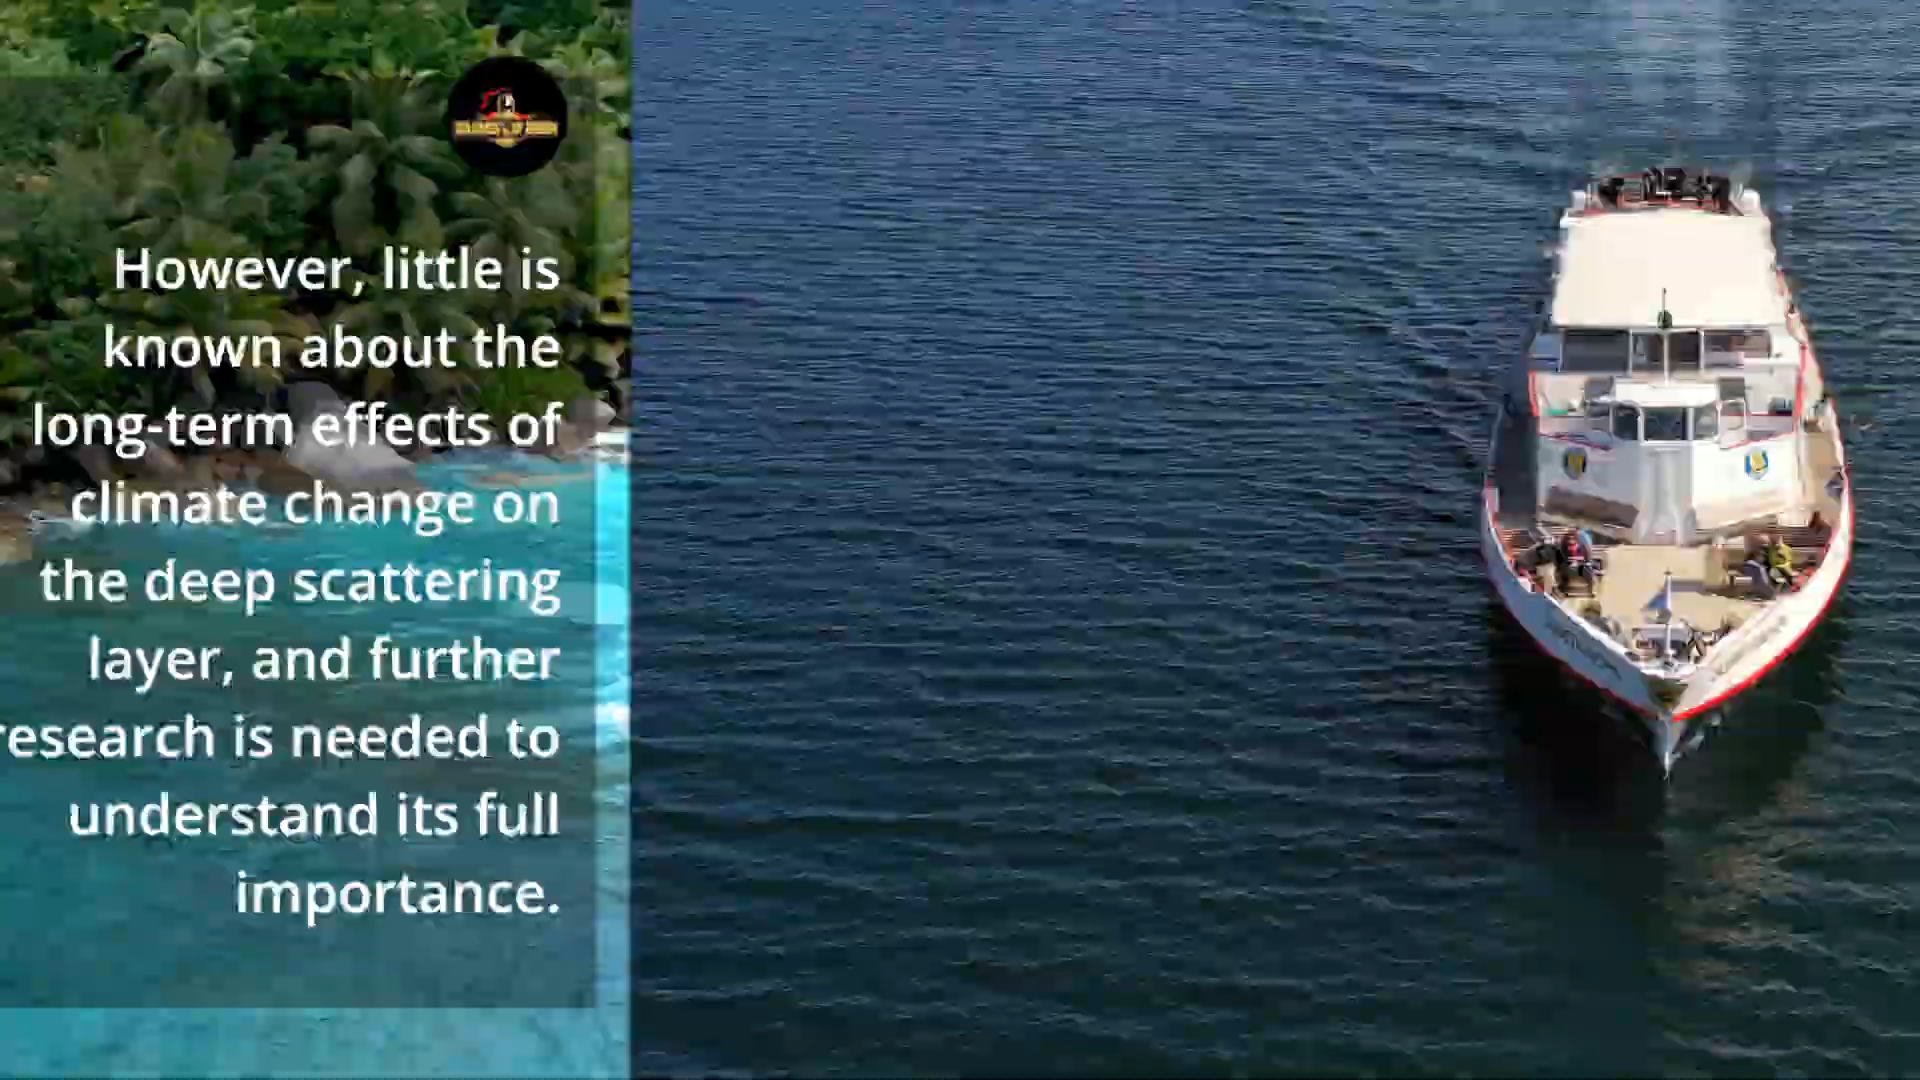 However, little is
known about the
long-term effects of
climate change on
the deep scattering
layer, and further
research is needed to
understand its full
importance.